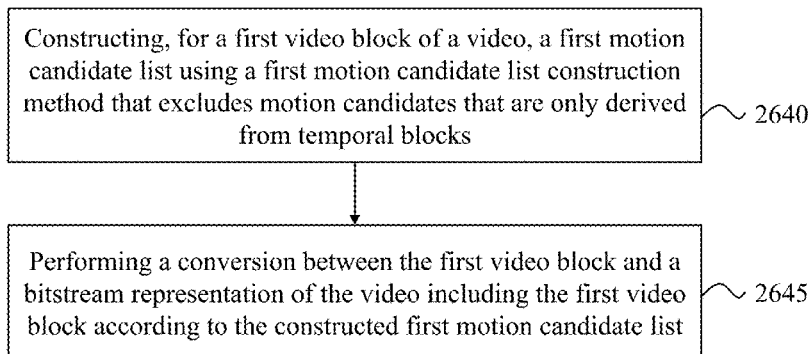 Constructing, for a first video block of a video, a first motion
candidate list using a first motion candidate list construction
method that excludes motion candidates that are only derived
from temporal blocks
2640
Performing a conversion between the first video block and a
bitstream representation of the video including the first video
block according to the constructed first motion candidate list
2645